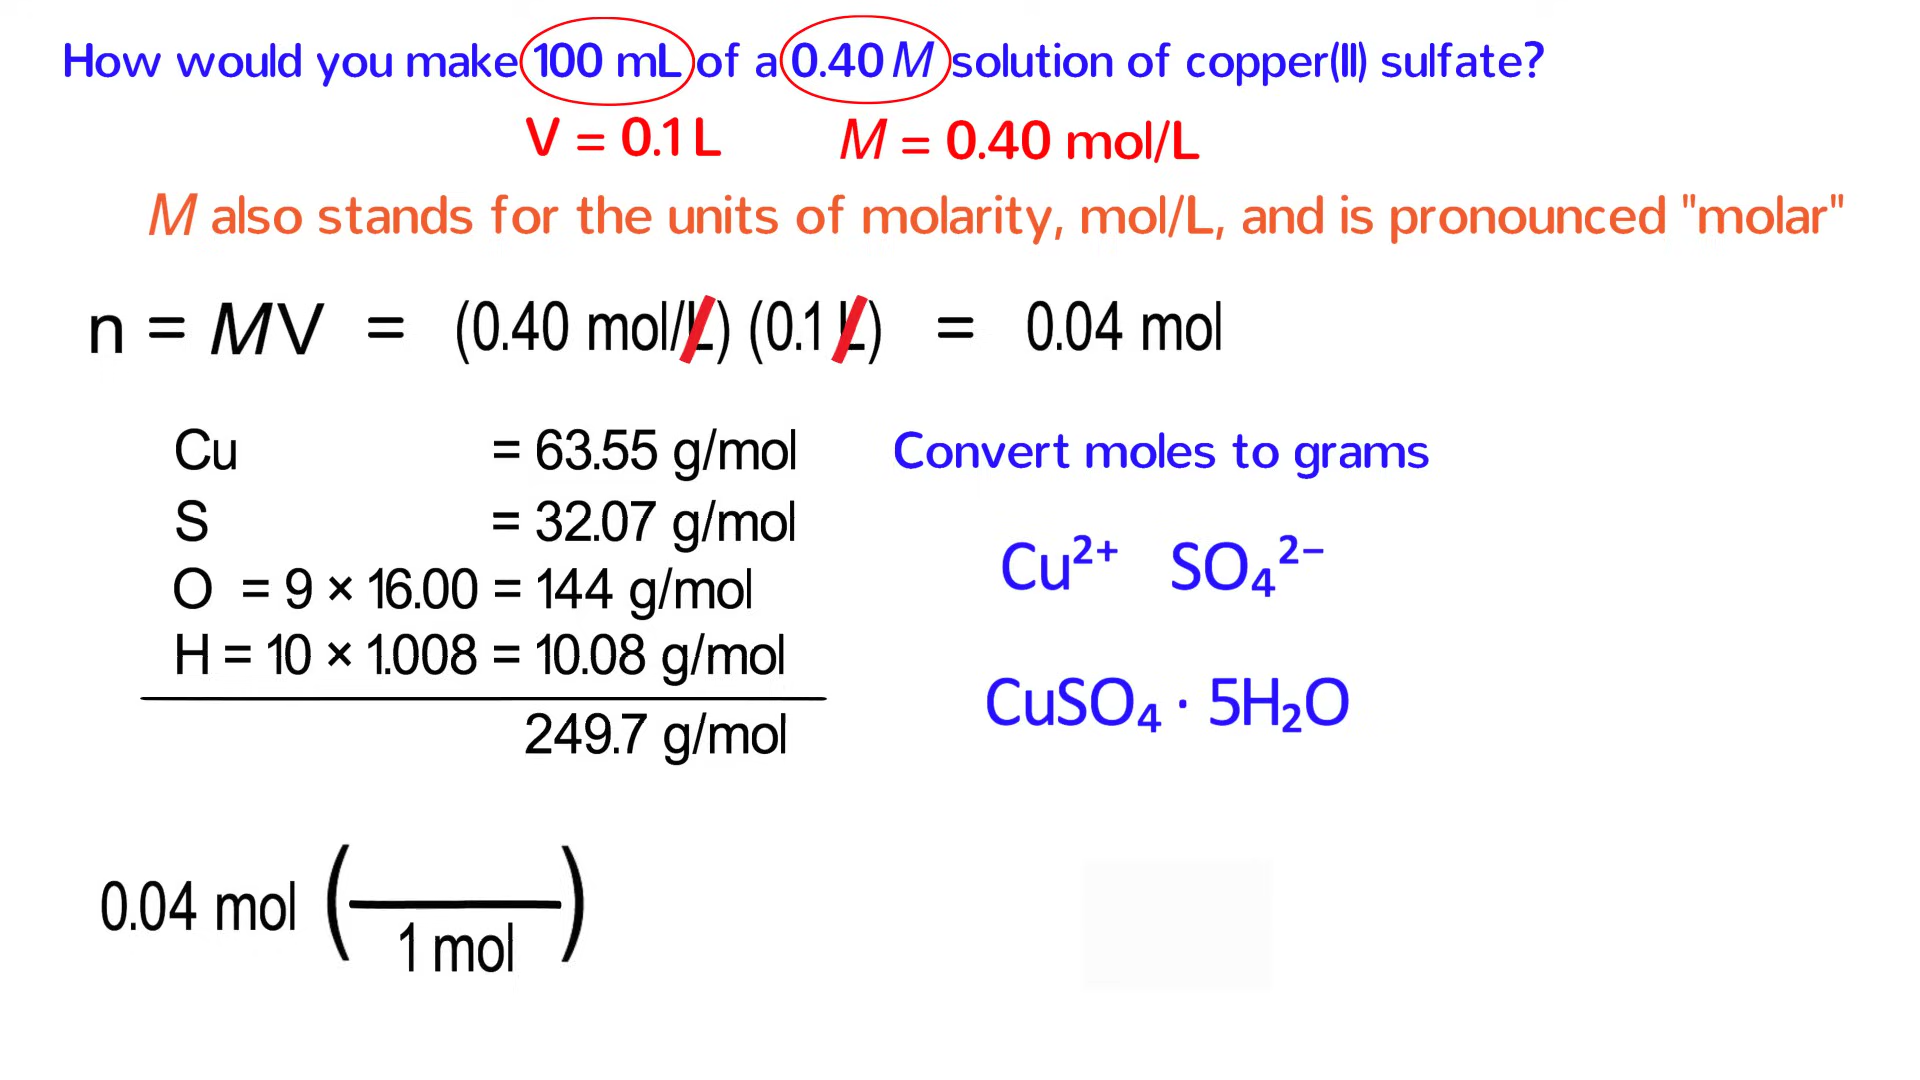 How would you make 100 mL of a 0.40 M solution of copper(II) sulfate?
V = 0.1 L M = 0.40 mol/L
M also stands for the units of molarity, mol/L, and is pronounced "molar"
n = MV = (0.40 mol/L) (0.1 L) = 0.04 mol
Cu = 63.55 g/mol
S = 32.07 g/mol
O = 9 × 16.00 = 144 g/mol
H = 10 × 1.008 = 10.08 g/mol
249.7 g/mol
Convert moles to grams
Cu²⁺ SO₄²⁻
CuSO₄ · 5H₂O
0.04 mol ( / 1 mol )